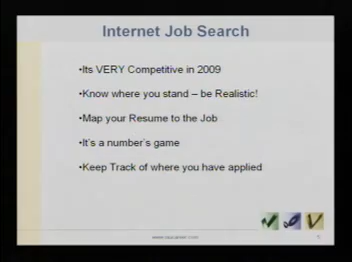 Internet Job Search
•Its VERY Competitive in 2009
•Know where you stand – be Realistic!
•Map your Resume to the Job
•It's a number's game
•Keep Track of where you have applied